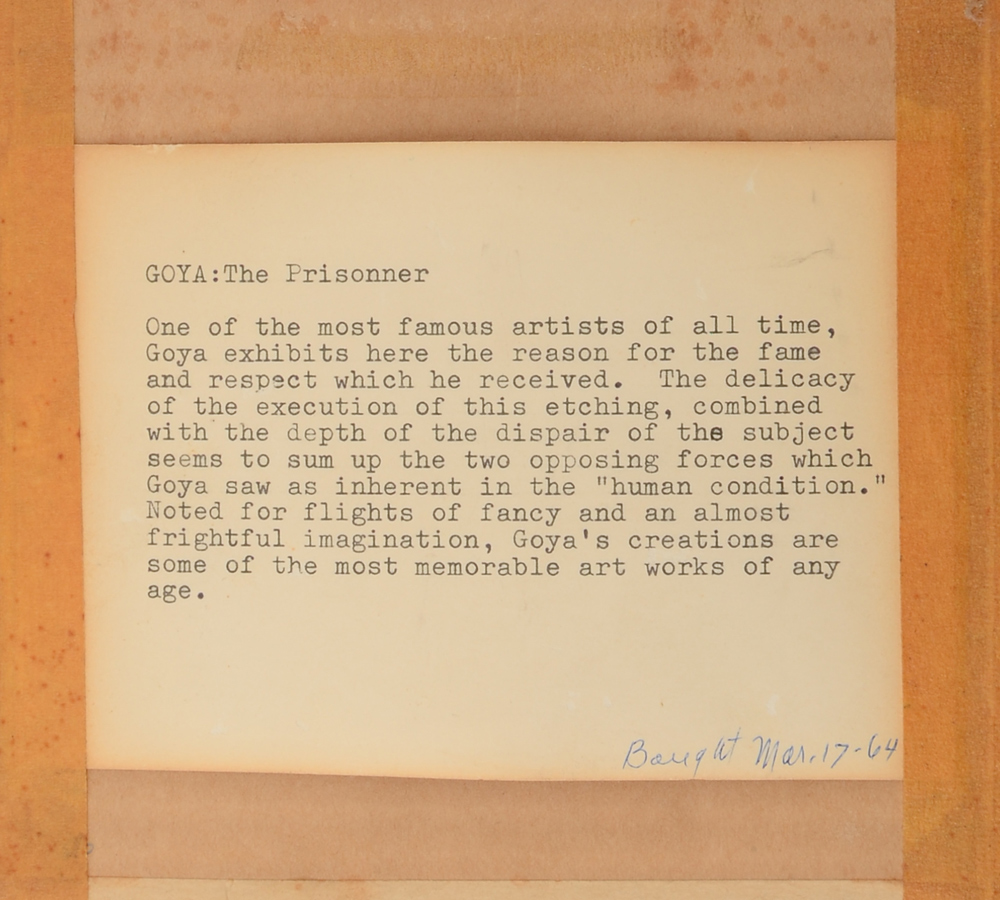 GOYA:The Prisonner
One of the most famous artists of all time,
Goya exhibits here the reason for the fame
and respect which he received.  The delicacy
of the execution of this etching, combined
with the depth of the dispair of the subject
seems to sum up the two opposing forces which
Goya saw as inherent in the "human condition."
Noted for flights of fancy and an almost
frightful imagination, Goya's creations are
some of the most memorable art works of any
age.
Bought Mar.17-64